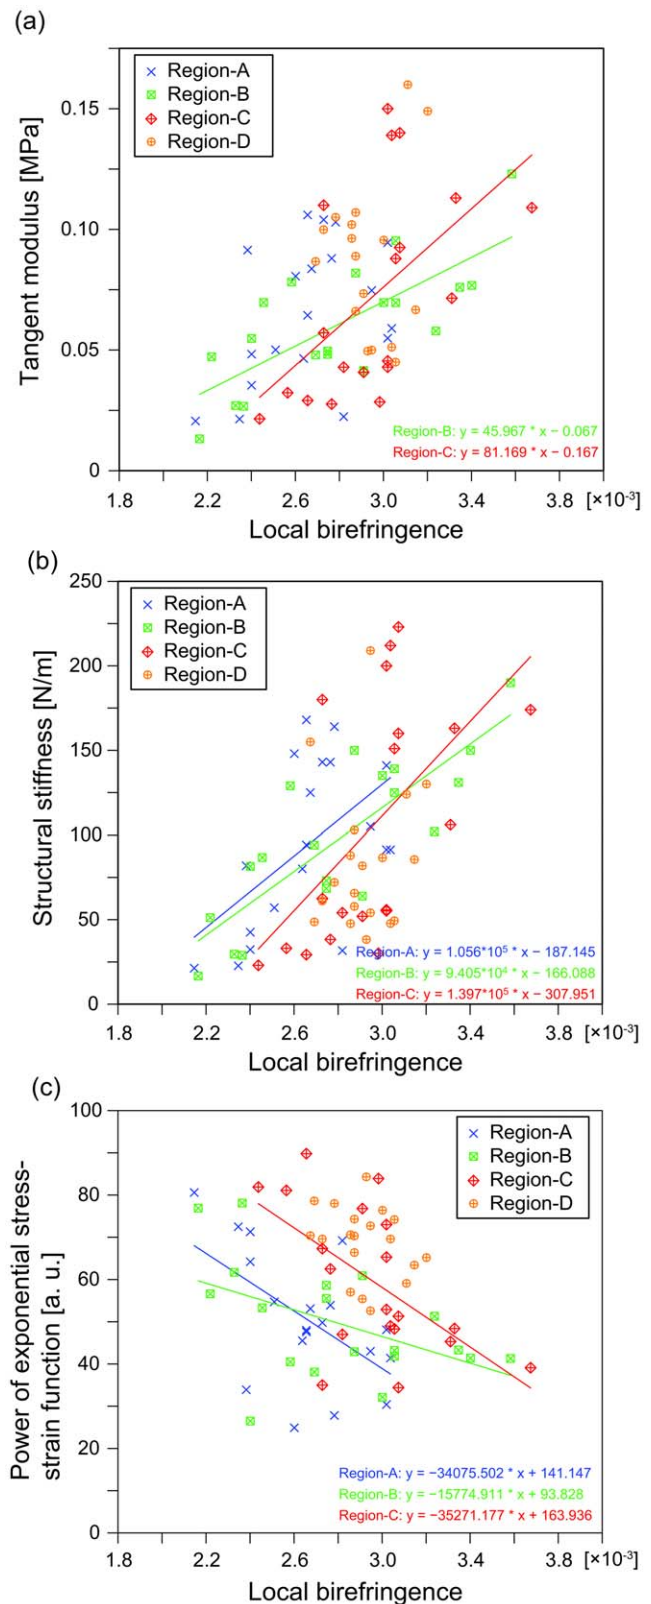 (a)
Region-A
Region-B
Region-C
Region-D
Tangent modulus [MPa]
0.15
0.10
0.05
0
Region-B: y = 45.967 * x − 0.067
Region-C: y = 81.169 * x − 0.167
1.8 2.2 2.6 3.0 3.4 3.8 [×10⁻³]
Local birefringence
(b)
Region-A
Region-B
Region-C
Region-D
Structural stiffness [N/m]
250
200
150
100
50
0
Region-A: y = 1.056*10⁵ * x − 187.145
Region-B: y = 9.405*10⁴ * x − 166.088
Region-C: y = 1.397*10⁵ * x − 307.951
1.8 2.2 2.6 3.0 3.4 3.8 [×10⁻³]
Local birefringence
(c)
Region-A
Region-B
Region-C
Region-D
Power of exponential stress-
strain function [a. u.]
100
80
60
40
20
0
Region-A: y = −34075.502 * x + 141.147
Region-B: y = −15774.911 * x + 93.828
Region-C: y = −35271.177 * x + 163.936
1.8 2.2 2.6 3.0 3.4 3.8 [×10⁻³]
Local birefringence